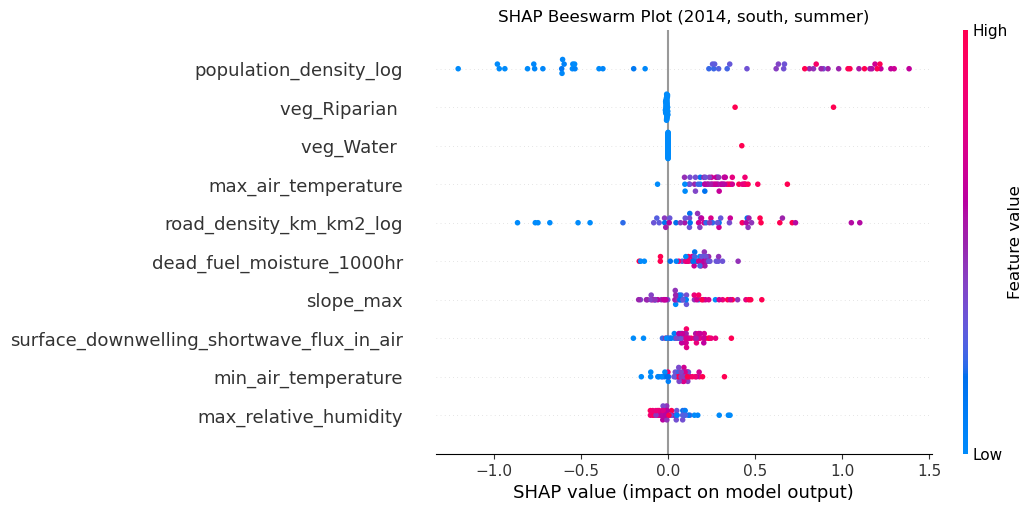 SHAP Beeswarm Plot (2014, south, summer)
High
population_density_log
veg_Riparian
veg_Water
max_air_temperature
road_density_km_km2_log
dead_fuel_moisture_1000hr
slope_max
surface_downwelling_shortwave_flux_in_air
min_air_temperature
max_relative_humidity
Feature value
Low
−1.0 −0.5 0.0 0.5 1.0 1.5
SHAP value (impact on model output)